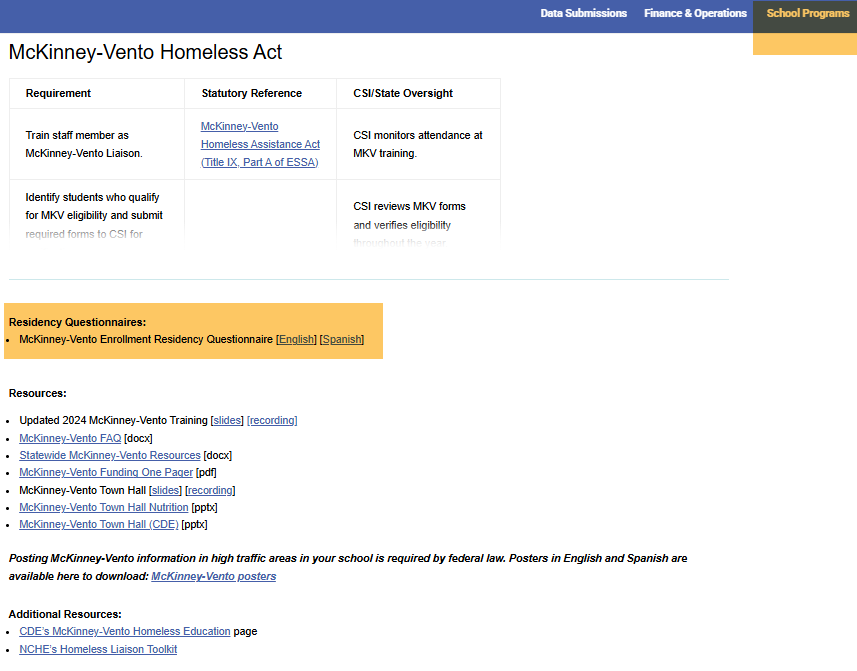 Data Submissions Finance & Operations School Programs
McKinney-Vento Homeless Act
Requirement Statutory Reference CSI/State Oversight
Train staff member as
McKinney-Vento Liaison.
McKinney-Vento
Homeless Assistance Act
(Title IX, Part A of ESSA)
CSI monitors attendance at
MKV training.
Identify students who qualify
for MKV eligibility and submit
required forms to CSI for
CSI reviews MKV forms
and verifies eligibility
throughout the year.
Residency Questionnaires:
• McKinney-Vento Enrollment Residency Questionnaire [English] [Spanish]
Resources:
• Updated 2024 McKinney-Vento Training [slides] [recording]
• McKinney-Vento FAQ [docx]
• Statewide McKinney-Vento Resources [docx]
• McKinney-Vento Funding One Pager [pdf]
• McKinney-Vento Town Hall [slides] [recording]
• McKinney-Vento Town Hall Nutrition [pptx]
• McKinney-Vento Town Hall (CDE) [pptx]
Posting McKinney-Vento information in high traffic areas in your school is required by federal law. Posters in English and Spanish are
available here to download: McKinney-Vento posters
Additional Resources:
• CDE's McKinney-Vento Homeless Education page
• NCHE's Homeless Liaison Toolkit